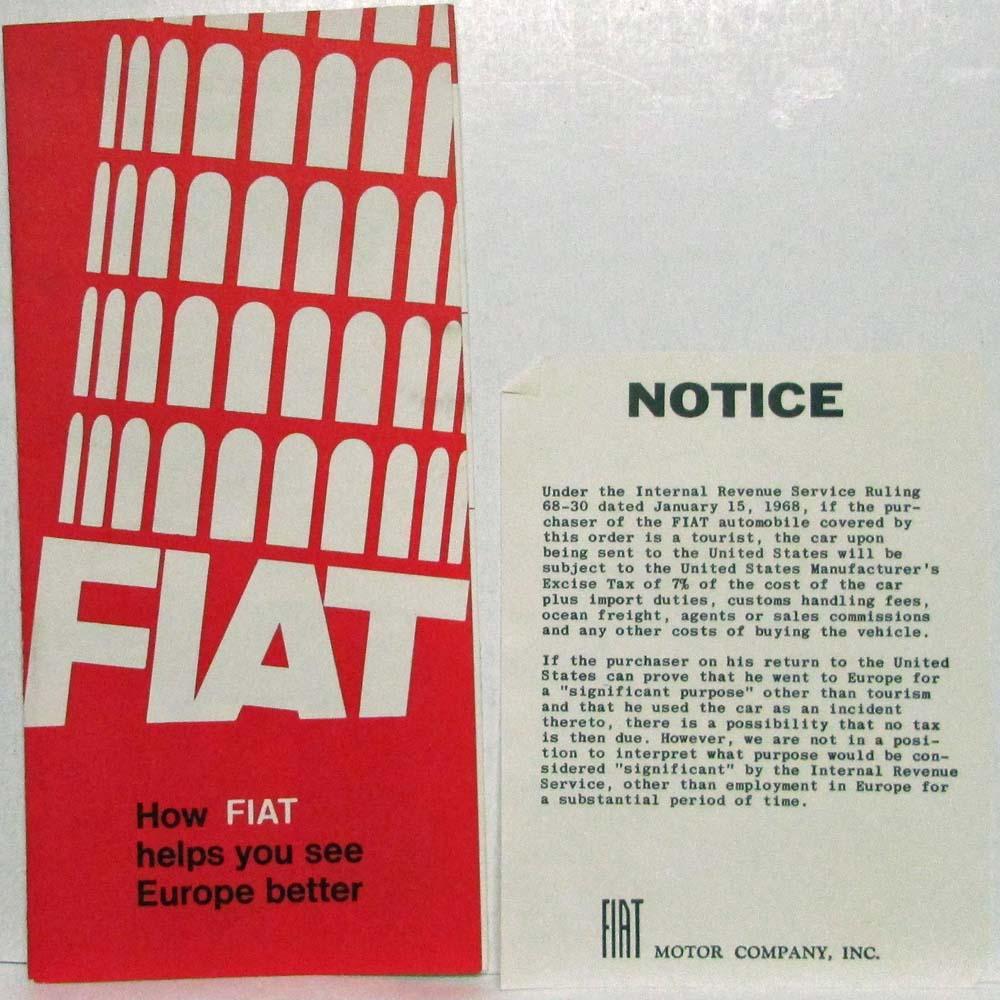 FIAT
How FIAT
helps you see
Europe better
NOTICE
Under the Internal Revenue Service Ruling
68-30 dated January 15, 1968, if the pur-
chaser of the FIAT automobile covered by
this order is a tourist, the car upon
being sent to the United States will be
subject to the United States Manufacturer's
Excise Tax of 7% of the cost of the car
plus import duties, customs handling fees,
ocean freight, agents or sales commissions
and any other costs of buying the vehicle.
If the purchaser on his return to the United
States can prove that he went to Europe for
a "significant purpose" other than tourism
and that he used the car as an incident
thereto, there is a possibility that no tax
is then due. However, we are not in a posi-
tion to interpret what purpose would be con-
sidered "significant" by the Internal Revenue
Service, other than employment in Europe for
a substantial period of time.
FIAT MOTOR COMPANY, INC.